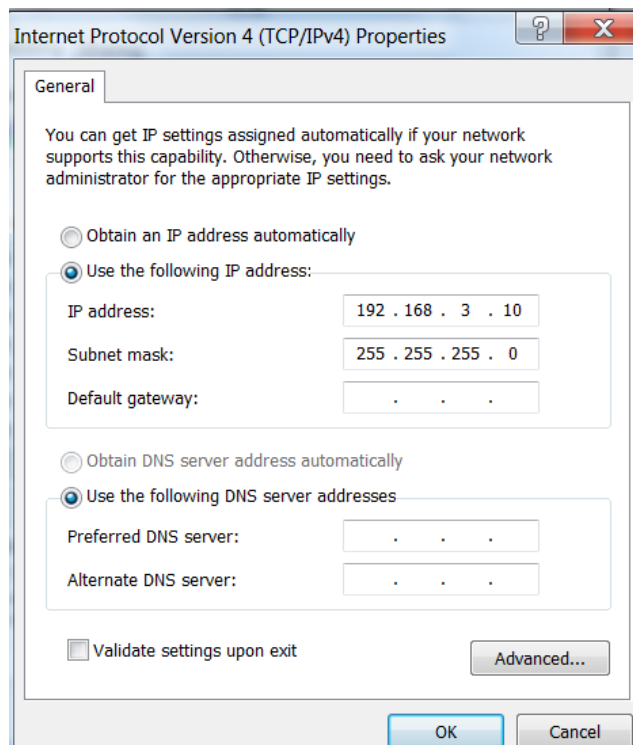 Internet Protocol Version 4 (TCP/IPv4) Properties
General
You can get IP settings assigned automatically if your network
supports this capability. Otherwise, you need to ask your network
administrator for the appropriate IP settings.
Obtain an IP address automatically
Use the following IP address:
IP address: 192 . 168 . 3 . 10
Subnet mask: 255 . 255 . 255 . 0
Default gateway: . . .
Obtain DNS server address automatically
Use the following DNS server addresses
Preferred DNS server: . . .
Alternate DNS server: . . .
Validate settings upon exit
Advanced...
OK Cancel